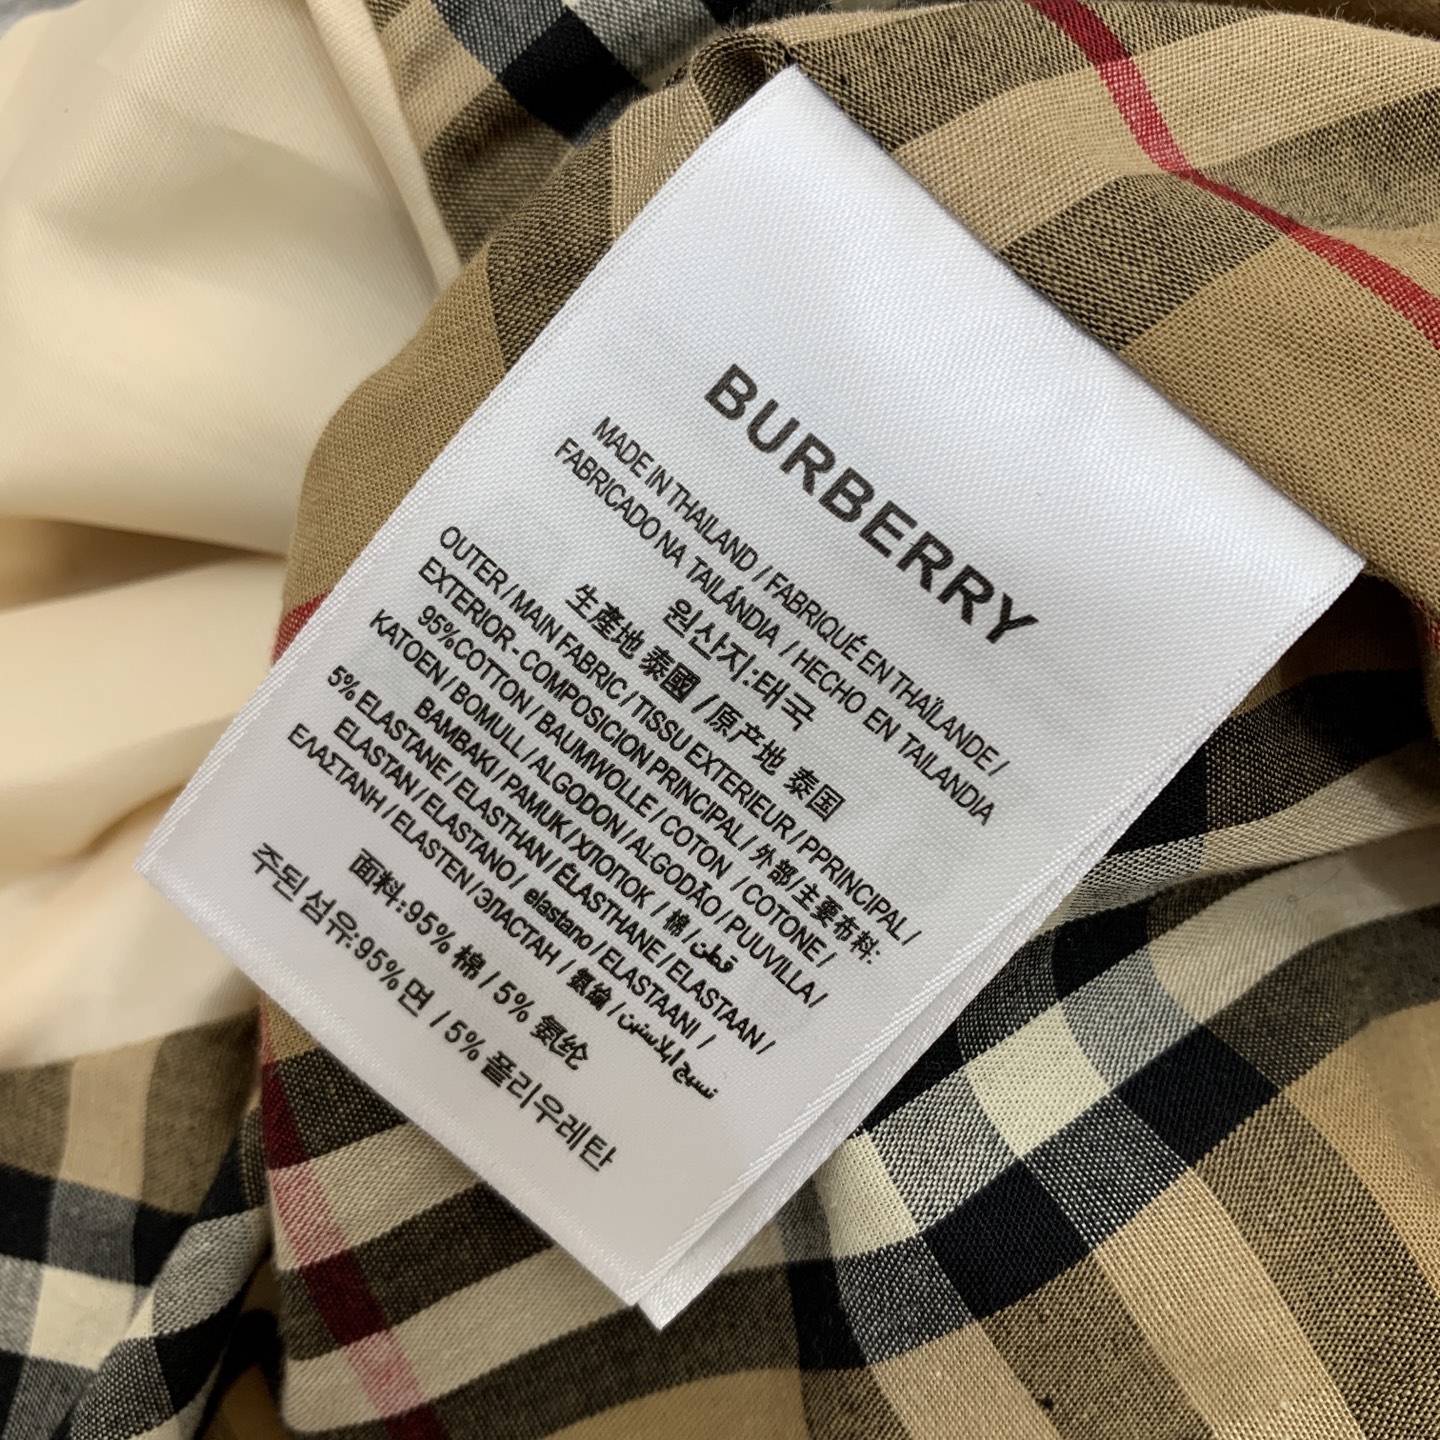 BURBERRY
MADE IN THAILAND / FABRIQUÉ EN THAÏLANDE /
FABRICADO NA TAILÁNDIA / HECHO EN TAILANDIA
원산지:태국
生産地 泰國 / 原产地 泰国
OUTER / MAIN FABRIC / TISSU EXTERIEUR / PPRINCIPAL /
EXTERIOR - COMPOSICION PRINCIPAL / 外部/主要布料:
95%COTTON / BAUMWOLLE / COTON / COTONE /
KATOEN / BOMULL / ALGODON / ALGODÃO / PUUVILLA /
BAMBAKI / PAMUK / ХЛОПОК / 棉 / قطن
5% ELASTANE / ELASTHAN / ÉLASTHANE / ELASTAAN /
ELASTAN / ELASTANO / elastano / ELASTAANI /
ΕΛΑΣΤΑΝΗ / ELASTEN / ЭЛАСТАН / 氨綸 / نسيج إيلاستين
面料:95% 棉 / 5% 氨纶
주된 섬유:95%면 / 5% 폴리우레탄